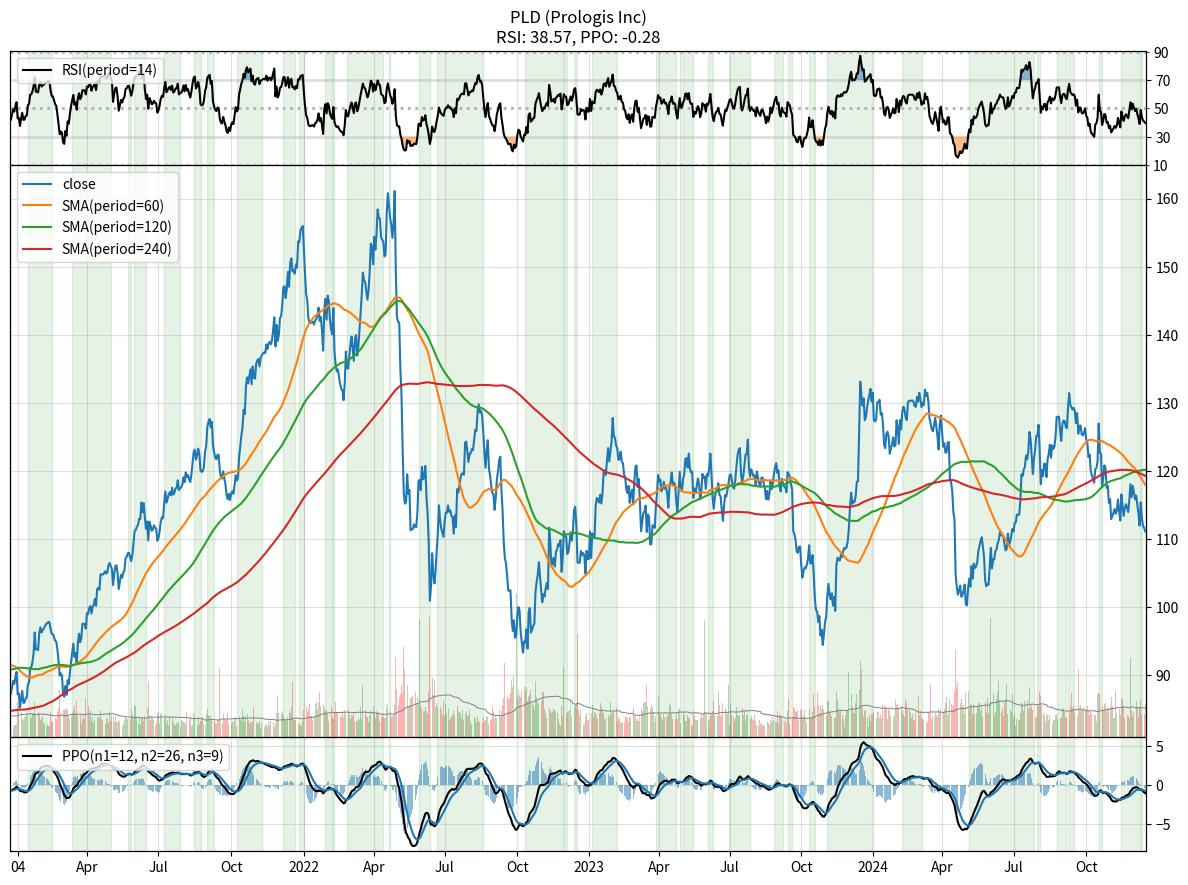 PLD (Prologis Inc)
RSI: 38.57, PPO: -0.28
RSI(period=14)
90
70
50
30
10
close
SMA(period=60)
SMA(period=120)
SMA(period=240)
160
150
140
130
120
110
100
90
PPO(n1=12, n2=26, n3=9)
5
0
−5
04 Apr Jul Oct 2022 Apr Jul Oct 2023 Apr Jul Oct 2024 Apr Jul Oct